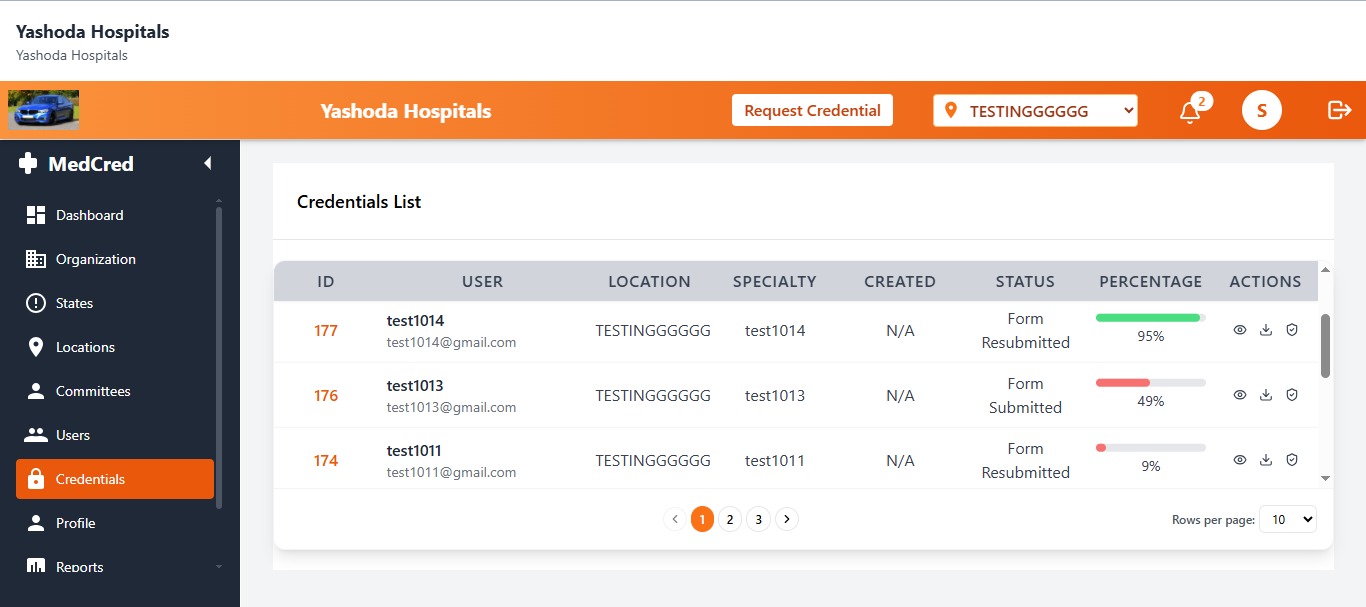 Yashoda Hospitals
Yashoda Hospitals
Yashoda Hospitals
Request Credential
TESTINGGGGGG
2
S
MedCred
Dashboard
Organization
States
Locations
Committees
Users
Credentials
Profile
Reports
Credentials List
ID USER LOCATION SPECIALTY CREATED STATUS PERCENTAGE ACTIONS
177 test1014 test1014@gmail.com TESTINGGGGGG test1014 N/A Form Resubmitted 95%
176 test1013 test1013@gmail.com TESTINGGGGGG test1013 N/A Form Submitted 49%
174 test1011 test1011@gmail.com TESTINGGGGGG test1011 N/A Form Resubmitted 9%
1 2 3
Rows per page: 10